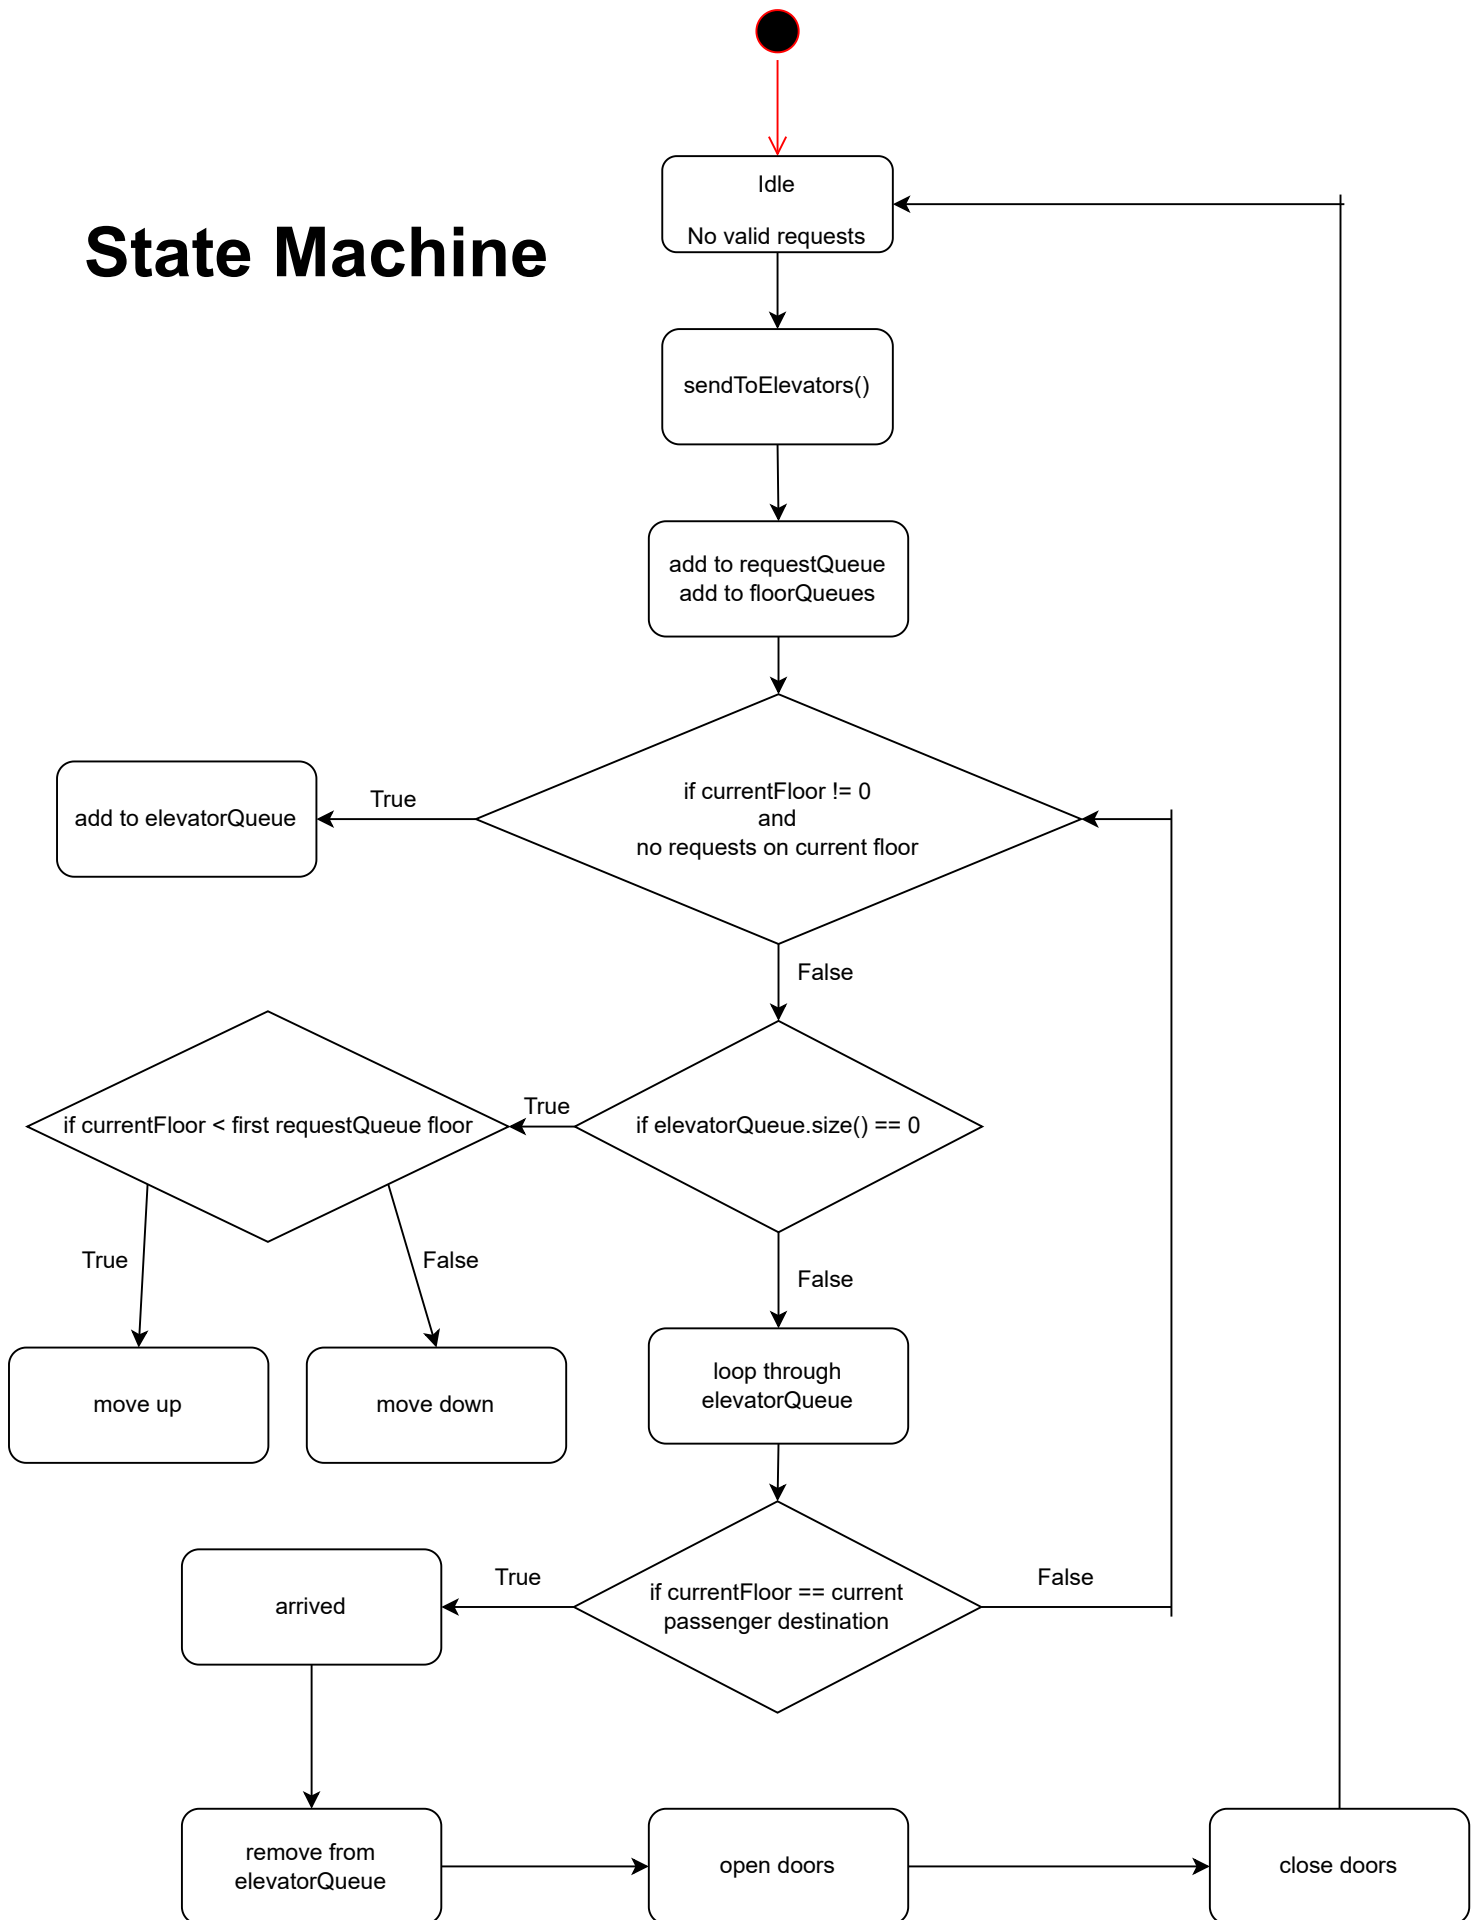 Idle
No valid requests
State Machine
sendToElevators()
add to requestQueue
add to floorQueues
if currentFloor != 0
and
no requests on current floor
True
add to elevatorQueue
False
if elevatorQueue.size() == 0
True
if currentFloor < first requestQueue floor
True
False
False
move up
move down
loop through
elevatorQueue
if currentFloor == current
passenger destination
True
False
arrived
remove from
elevatorQueue
open doors
close doors